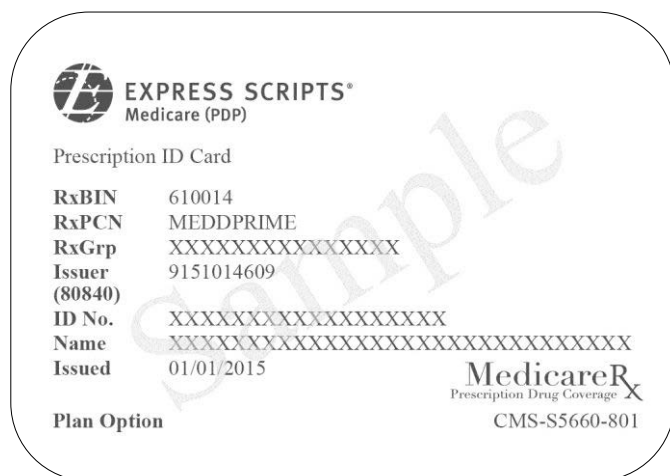 EXPRESS SCRIPTS®
Medicare (PDP)
Prescription ID Card
RxBIN 610014
RxPCN MEDDPRIME
RxGrp XXXXXXXXXXXXXXX
Issuer 9151014609
(80840)
ID No. XXXXXXXXXXXXXXXXXX
Name XXXXXXXXXXXXXXXXXXXXXXXXXXXXXX
Issued 01/01/2015
MedicareRx
Prescription Drug Coverage
Plan Option CMS-S5660-801
Sample